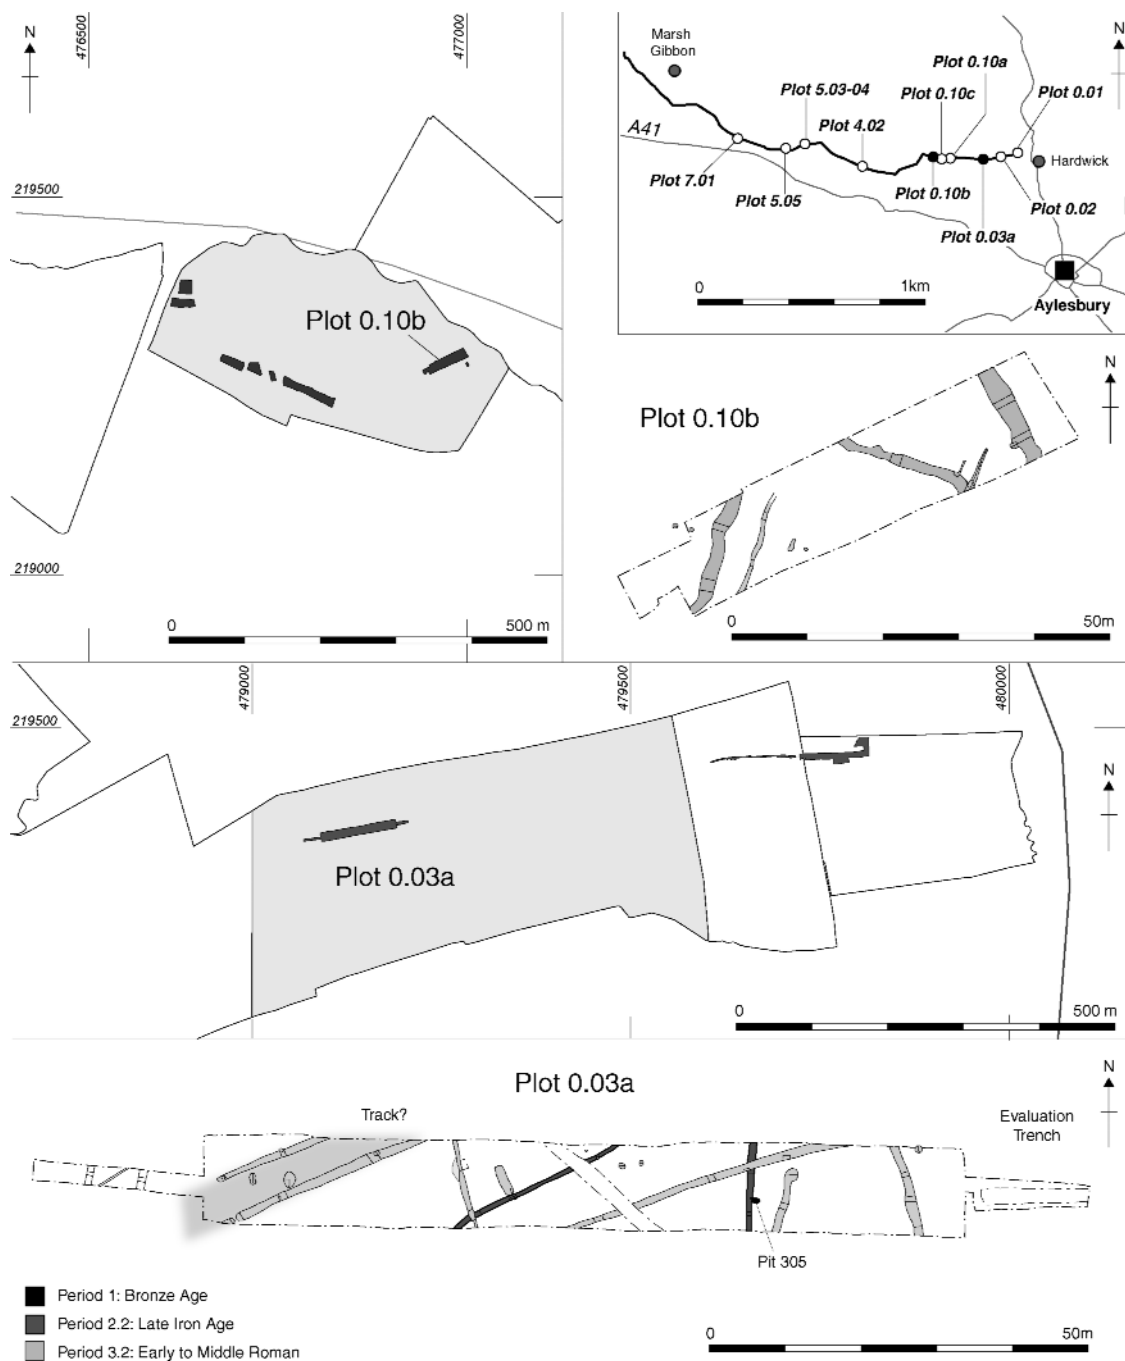 N
476500
477000
219500
Plot 0.10b
219000
0
500 m
N
Marsh
Gibbon
A41
Plot 7.01
Plot 5.05
Plot 5.03-04
Plot 4.02
Plot 0.10c
Plot 0.10a
Plot 0.01
Plot 0.10b
Plot 0.03a
Plot 0.02
Hardwick
Aylesbury
0
1km
N
Plot 0.10b
0
50m
479000
479500
480000
219500
N
Plot 0.03a
0
500 m
Plot 0.03a
N
Track?
Evaluation
Trench
Pit 305
Period 1: Bronze Age
Period 2.2: Late Iron Age
Period 3.2: Early to Middle Roman
0
50m